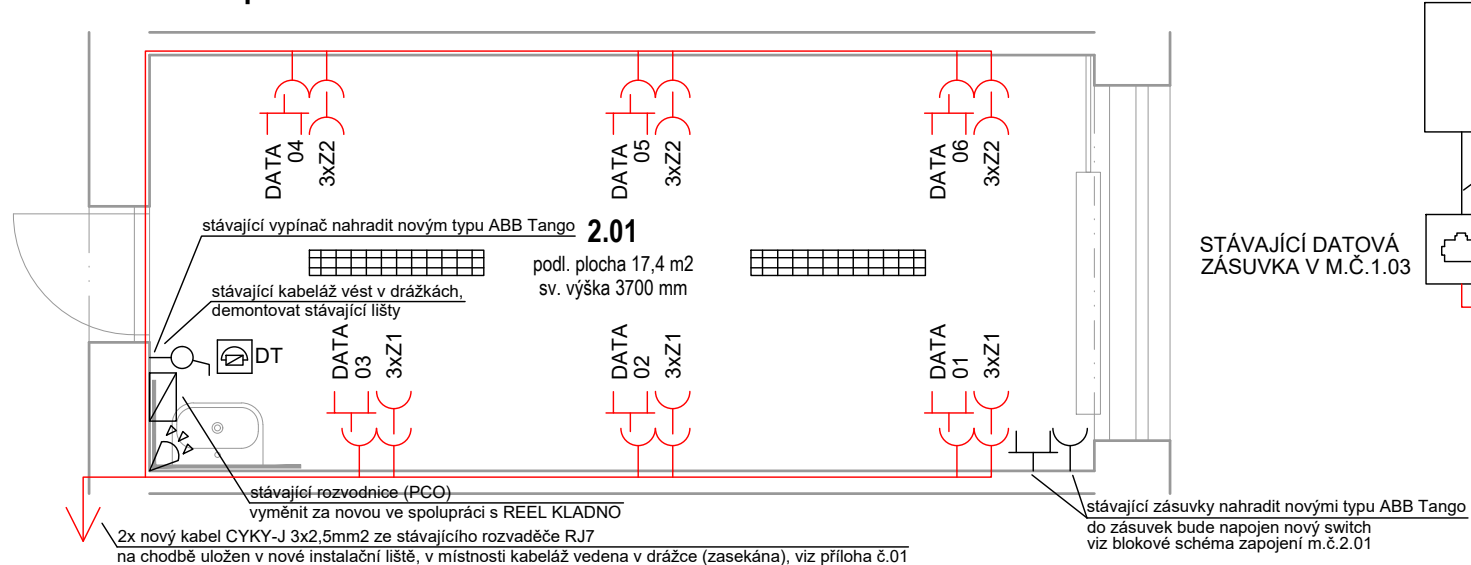 DATA
04
3xZ2
DATA
05
3xZ2
DATA
06
3xZ2
stávající vypínač nahradit novým typu ABB Tango
2.01
podl. plocha 17,4 m2
sv. výška 3700 mm
STÁVAJÍCÍ DATOVÁ
ZÁSUVKA V M.Č.1.03
stávající kabeláž vést v drážkách,
demontovat stávající lišty
DT
DATA
03
3xZ1
DATA
02
3xZ1
DATA
01
3xZ1
stávající rozvodnice (PCO)
vyměnit za novou ve spolupráci s REEL KLADNO
stávající zásuvky nahradit novými typu ABB Tango
do zásuvek bude napojen nový switch
viz blokové schéma zapojení m.č.2.01
2x nový kabel CYKY-J 3x2,5mm2 ze stávajícího rozvaděče RJ7
na chodbě uložen v nové instalační liště, v místnosti kabeláž vedena v drážce (zasekána), viz příloha č.01